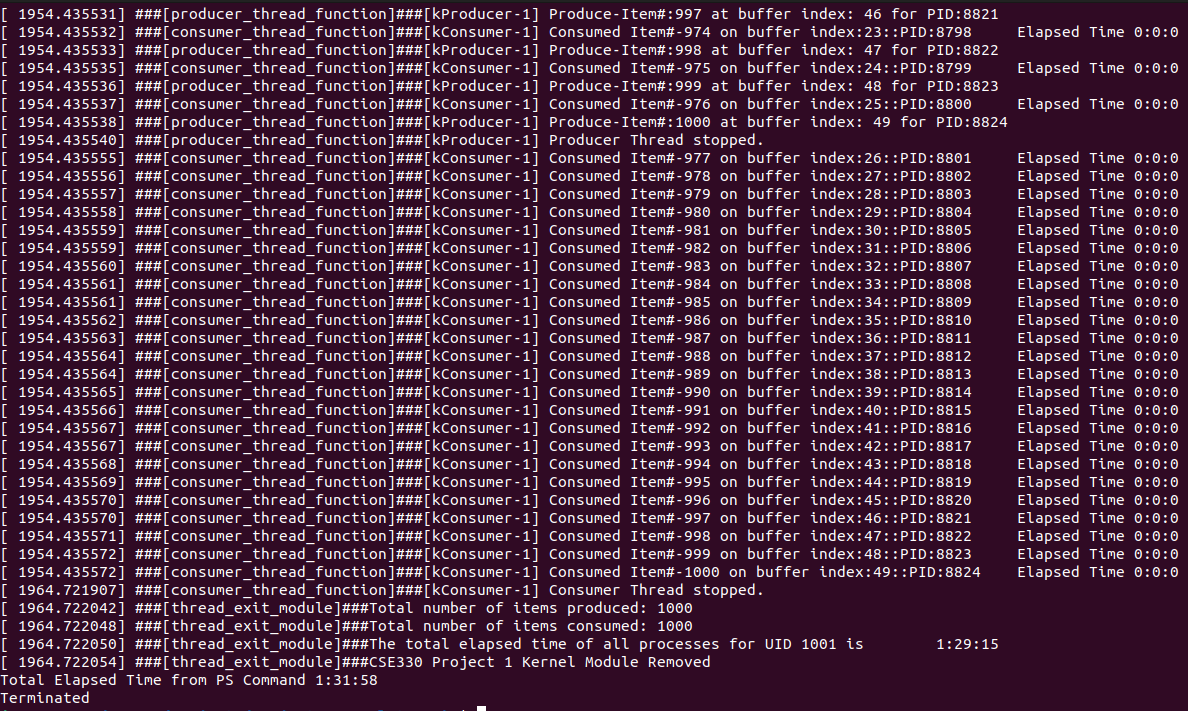 [ 1954.435531] ###[producer_thread_function]###[kProducer-1] Produce-Item#:997 at buffer index: 46 for PID:8821
[ 1954.435532] ###[consumer_thread_function]###[kConsumer-1] Consumed Item#-974 on buffer index:23::PID:8798 Elapsed Time 0:0:0
[ 1954.435533] ###[producer_thread_function]###[kProducer-1] Produce-Item#:998 at buffer index: 47 for PID:8822
[ 1954.435535] ###[consumer_thread_function]###[kConsumer-1] Consumed Item#-975 on buffer index:24::PID:8799 Elapsed Time 0:0:0
[ 1954.435536] ###[producer_thread_function]###[kProducer-1] Produce-Item#:999 at buffer index: 48 for PID:8823
[ 1954.435537] ###[consumer_thread_function]###[kConsumer-1] Consumed Item#-976 on buffer index:25::PID:8800 Elapsed Time 0:0:0
[ 1954.435538] ###[producer_thread_function]###[kProducer-1] Produce-Item#:1000 at buffer index: 49 for PID:8824
[ 1954.435540] ###[producer_thread_function]###[kProducer-1] Producer Thread stopped.
[ 1954.435555] ###[consumer_thread_function]###[kConsumer-1] Consumed Item#-977 on buffer index:26::PID:8801 Elapsed Time 0:0:0
[ 1954.435556] ###[consumer_thread_function]###[kConsumer-1] Consumed Item#-978 on buffer index:27::PID:8802 Elapsed Time 0:0:0
[ 1954.435557] ###[consumer_thread_function]###[kConsumer-1] Consumed Item#-979 on buffer index:28::PID:8803 Elapsed Time 0:0:0
[ 1954.435558] ###[consumer_thread_function]###[kConsumer-1] Consumed Item#-980 on buffer index:29::PID:8804 Elapsed Time 0:0:0
[ 1954.435559] ###[consumer_thread_function]###[kConsumer-1] Consumed Item#-981 on buffer index:30::PID:8805 Elapsed Time 0:0:0
[ 1954.435559] ###[consumer_thread_function]###[kConsumer-1] Consumed Item#-982 on buffer index:31::PID:8806 Elapsed Time 0:0:0
[ 1954.435560] ###[consumer_thread_function]###[kConsumer-1] Consumed Item#-983 on buffer index:32::PID:8807 Elapsed Time 0:0:0
[ 1954.435561] ###[consumer_thread_function]###[kConsumer-1] Consumed Item#-984 on buffer index:33::PID:8808 Elapsed Time 0:0:0
[ 1954.435561] ###[consumer_thread_function]###[kConsumer-1] Consumed Item#-985 on buffer index:34::PID:8809 Elapsed Time 0:0:0
[ 1954.435562] ###[consumer_thread_function]###[kConsumer-1] Consumed Item#-986 on buffer index:35::PID:8810 Elapsed Time 0:0:0
[ 1954.435563] ###[consumer_thread_function]###[kConsumer-1] Consumed Item#-987 on buffer index:36::PID:8811 Elapsed Time 0:0:0
[ 1954.435564] ###[consumer_thread_function]###[kConsumer-1] Consumed Item#-988 on buffer index:37::PID:8812 Elapsed Time 0:0:0
[ 1954.435564] ###[consumer_thread_function]###[kConsumer-1] Consumed Item#-989 on buffer index:38::PID:8813 Elapsed Time 0:0:0
[ 1954.435565] ###[consumer_thread_function]###[kConsumer-1] Consumed Item#-990 on buffer index:39::PID:8814 Elapsed Time 0:0:0
[ 1954.435566] ###[consumer_thread_function]###[kConsumer-1] Consumed Item#-991 on buffer index:40::PID:8815 Elapsed Time 0:0:0
[ 1954.435567] ###[consumer_thread_function]###[kConsumer-1] Consumed Item#-992 on buffer index:41::PID:8816 Elapsed Time 0:0:0
[ 1954.435567] ###[consumer_thread_function]###[kConsumer-1] Consumed Item#-993 on buffer index:42::PID:8817 Elapsed Time 0:0:0
[ 1954.435568] ###[consumer_thread_function]###[kConsumer-1] Consumed Item#-994 on buffer index:43::PID:8818 Elapsed Time 0:0:0
[ 1954.435569] ###[consumer_thread_function]###[kConsumer-1] Consumed Item#-995 on buffer index:44::PID:8819 Elapsed Time 0:0:0
[ 1954.435570] ###[consumer_thread_function]###[kConsumer-1] Consumed Item#-996 on buffer index:45::PID:8820 Elapsed Time 0:0:0
[ 1954.435570] ###[consumer_thread_function]###[kConsumer-1] Consumed Item#-997 on buffer index:46::PID:8821 Elapsed Time 0:0:0
[ 1954.435571] ###[consumer_thread_function]###[kConsumer-1] Consumed Item#-998 on buffer index:47::PID:8822 Elapsed Time 0:0:0
[ 1954.435572] ###[consumer_thread_function]###[kConsumer-1] Consumed Item#-999 on buffer index:48::PID:8823 Elapsed Time 0:0:0
[ 1954.435572] ###[consumer_thread_function]###[kConsumer-1] Consumed Item#-1000 on buffer index:49::PID:8824 Elapsed Time 0:0:0
[ 1964.721907] ###[consumer_thread_function]###[kConsumer-1] Consumer Thread stopped.
[ 1964.722042] ###[thread_exit_module]###Total number of items produced: 1000
[ 1964.722048] ###[thread_exit_module]###Total number of items consumed: 1000
[ 1964.722050] ###[thread_exit_module]###The total elapsed time of all processes for UID 1001 is 1:29:15
[ 1964.722054] ###[thread_exit_module]###CSE330 Project 1 Kernel Module Removed
Total Elapsed Time from PS Command 1:31:58
Terminated